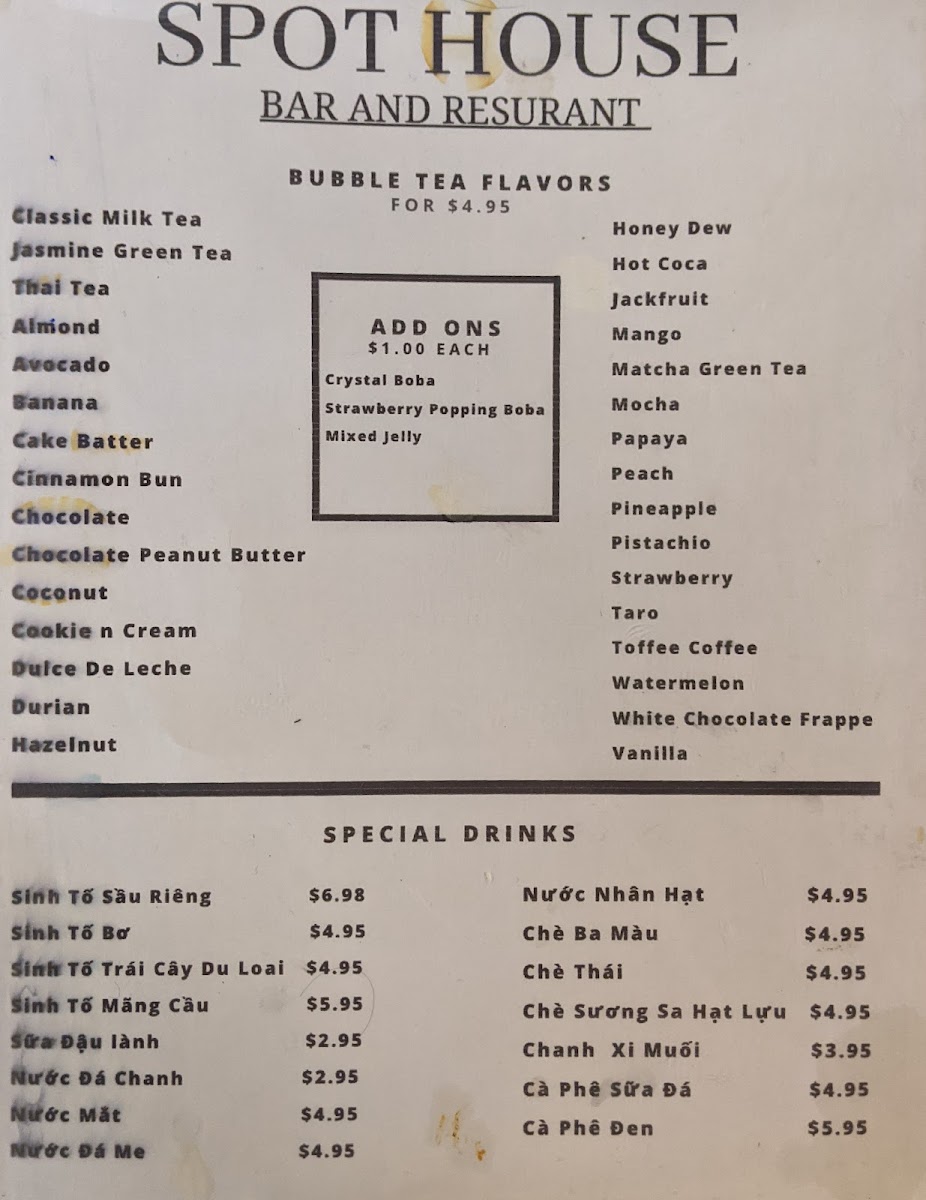 SPOT HOUSE
BAR AND RESURANT
BUBBLE TEA FLAVORS
FOR $4.95
Classic Milk Tea
Jasmine Green Tea
Thai Tea
Almond
Avocado
Banana
Cake Batter
Cinnamon Bun
Chocolate
Chocolate Peanut Butter
Coconut
Cookie n Cream
Dulce De Leche
Durian
Hazelnut
ADD ONS
$1.00 EACH
Crystal Boba
Strawberry Popping Boba
Mixed Jelly
Honey Dew
Hot Coca
Jackfruit
Mango
Matcha Green Tea
Mocha
Papaya
Peach
Pineapple
Pistachio
Strawberry
Taro
Toffee Coffee
Watermelon
White Chocolate Frappe
Vanilla
SPECIAL DRINKS
Sinh Tố Sầu Riêng $6.98
Sinh Tố Bơ $4.95
Sinh Tố Trái Cây Du Loai $4.95
Sinh Tố Mãng Cầu $5.95
Sữa Đậu lành $2.95
Nước Đá Chanh $2.95
Nước Mắt $4.95
Nước Đá Me $4.95
Nước Nhân Hạt $4.95
Chè Ba Màu $4.95
Chè Thái $4.95
Chè Sương Sa Hạt Lựu $4.95
Chanh Xi Muối $3.95
Cà Phê Sữa Đá $4.95
Cà Phê Đen $5.95